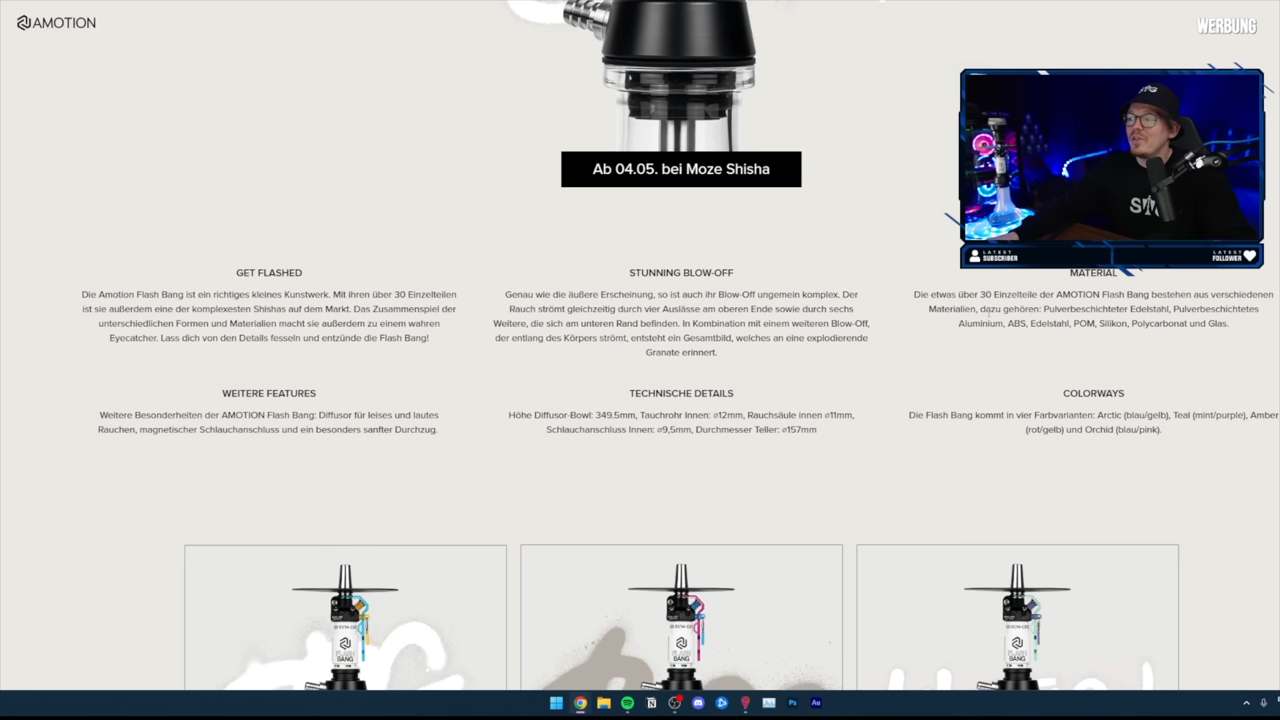 AMOTION
WERBUNG
Ab 04.05. bei Moze Shisha
LATEST
SUBSCRIBER
LATEST
FOLLOWER
GET FLASHED
Die Amotion Flash Bang ist ein richtiges kleines Kunstwerk. Mit ihren über 30 Einzelteilen
ist sie außerdem eine der komplexesten Shishas auf dem Markt. Das Zusammenspiel der
unterschiedlichen Formen und Materialien macht sie außerdem zu einem wahren
Eyecatcher. Lass dich von den Details fesseln und entzünde die Flash Bang!
STUNNING BLOW-OFF
Genau wie die äußere Erscheinung, so ist auch ihr Blow-Off ungemein komplex. Der
Rauch strömt gleichzeitig durch vier Auslässe am oberen Ende sowie durch sechs
Weitere, die sich am unteren Rand befinden. In Kombination mit einem weiteren Blow-Off,
der entlang des Körpers strömt, entsteht ein Gesamtbild, welches an eine explodierende
Granate erinnert.
MATERIAL
Die etwas über 30 Einzelteile der AMOTION Flash Bang bestehen aus verschiedenen
Materialien, dazu gehören: Pulverbeschichteter Edelstahl, Pulverbeschichtetes
Aluminium, ABS, Edelstahl, POM, Silikon, Polycarbonat und Glas.
WEITERE FEATURES
Weitere Besonderheiten der AMOTION Flash Bang: Diffusor für leises und lautes
Rauchen, magnetischer Schlauchanschluss und ein besonders sanfter Durchzug.
TECHNISCHE DETAILS
Höhe Diffusor-Bowl: 349.5mm, Tauchrohr Innen: ⌀12mm, Rauchsäule innen ⌀11mm,
Schlauchanschluss Innen: ⌀9,5mm, Durchmesser Teller: ⌀157mm
COLORWAYS
Die Flash Bang kommt in vier Farbvarianten: Arctic (blau/gelb), Teal (mint/purple), Amber
(rot/gelb) und Orchid (blau/pink).
FLASH
BANG
FLASH
BANG
FLASH
BANG